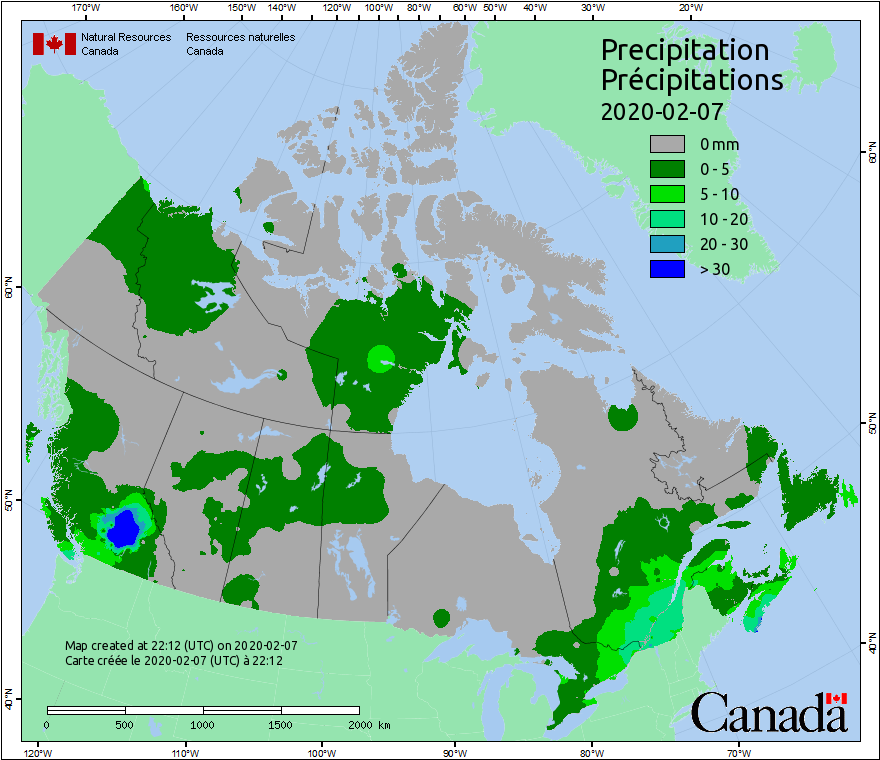 170°W 160°W 150°W 140°W 130°W 120°W 110°W 100°W 90°W 80°W 60°W 50°W 40°W 30°W 20°W
Natural Resources Ressources naturelles
Canada Canada
Precipitation
Précipitations
2020-02-07
0 mm
0 - 5
5 - 10
10 - 20
20 - 30
> 30
60°N
60°N
50°N
50°N
40°N
40°N
Map created at 22:12 (UTC) on 2020-02-07
Carte créée le 2020-02-07 (UTC) à 22:12
0 500 1000 1500 2000 km
Canada
120°W 110°W 100°W 90°W 80°W 70°W